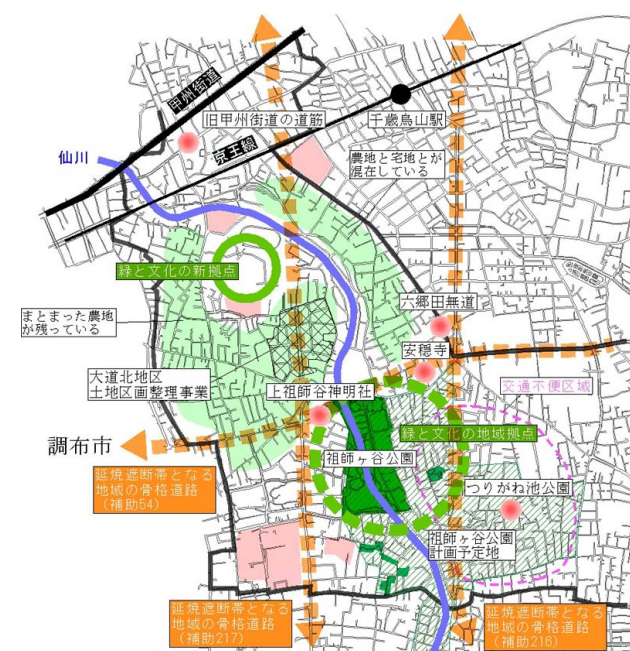 甲州街道
旧甲州街道の道筋
千歳烏山駅
京王線
仙川
農地と宅地とが
混在している
緑と文化の新拠点
まとまった農地
が残っている
六郷田無道
安穏寺
大道北地区
土地区画整理事業
上祖師谷神明社
交通不便区域
緑と文化の地域拠点
調布市
祖師ヶ谷公園
延焼遮断帯となる
地域の骨格道路
（補助54）
つりがね池公園
祖師ヶ谷公園
計画予定地
延焼遮断帯となる
地域の骨格道路
（補助217）
延焼遮断帯となる
地域の骨格道路
（補助216）